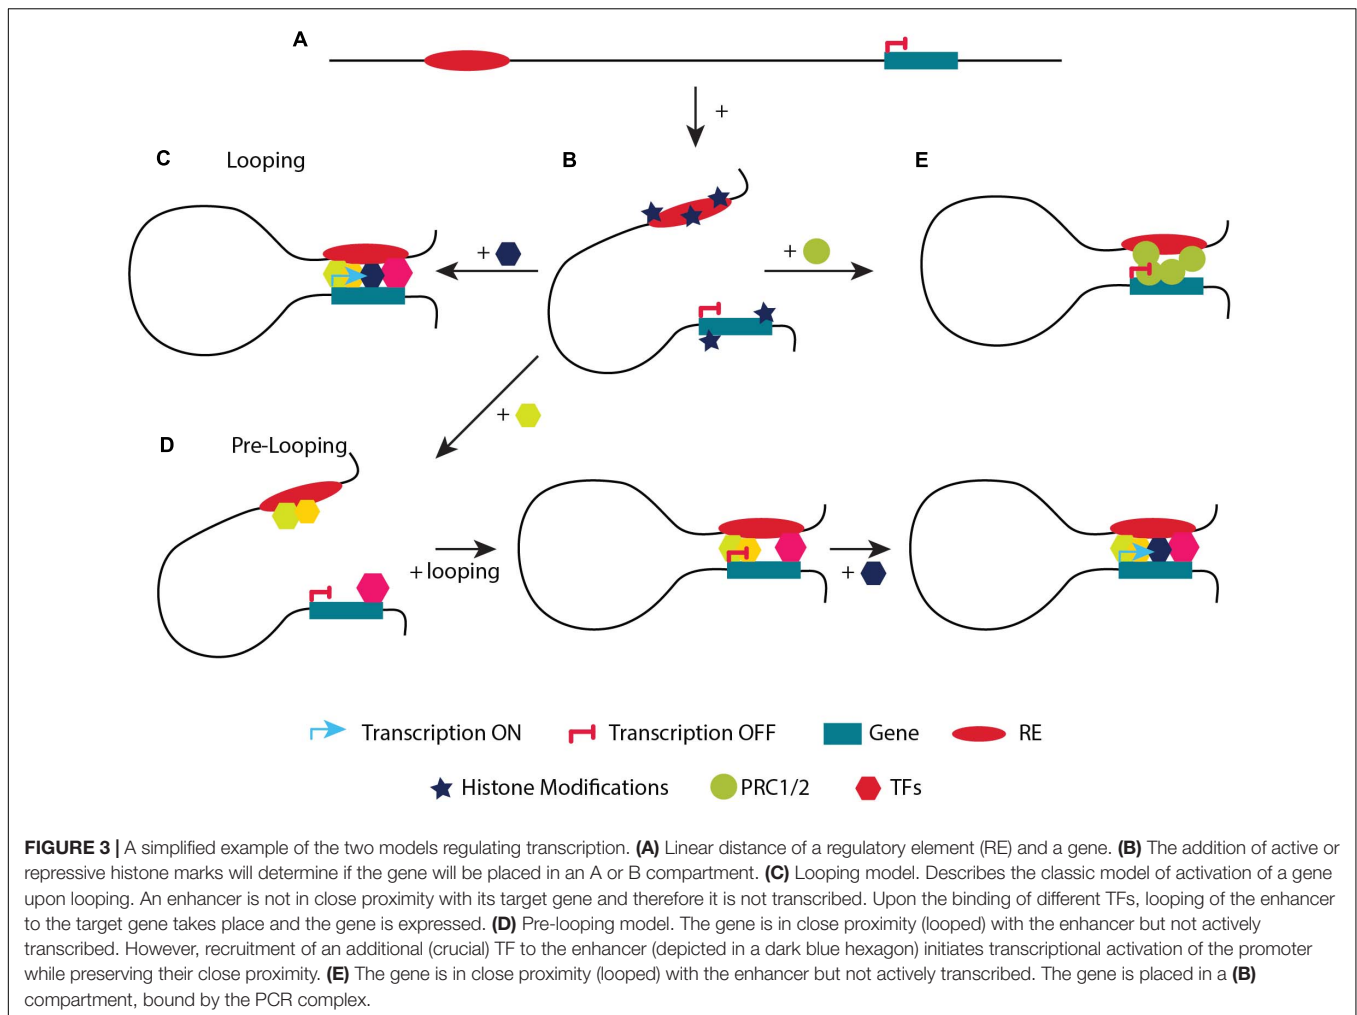 A
+
C Looping
B
E
+
+
+
D Pre-Looping
+ looping
+
Transcription ON
Transcription OFF
Gene
RE
Histone Modifications
PRC1/2
TFs
FIGURE 3 | A simplified example of the two models regulating transcription. (A) Linear distance of a regulatory element (RE) and a gene. (B) The addition of active or
repressive histone marks will determine if the gene will be placed in an A or B compartment. (C) Looping model. Describes the classic model of activation of a gene
upon looping. An enhancer is not in close proximity with its target gene and therefore it is not transcribed. Upon the binding of different TFs, looping of the enhancer
to the target gene takes place and the gene is expressed. (D) Pre-looping model. The gene is in close proximity (looped) with the enhancer but not actively
transcribed. However, recruitment of an additional (crucial) TF to the enhancer (depicted in a dark blue hexagon) initiates transcriptional activation of the promoter
while preserving their close proximity. (E) The gene is in close proximity (looped) with the enhancer but not actively transcribed. The gene is placed in a (B)
compartment, bound by the PCR complex.